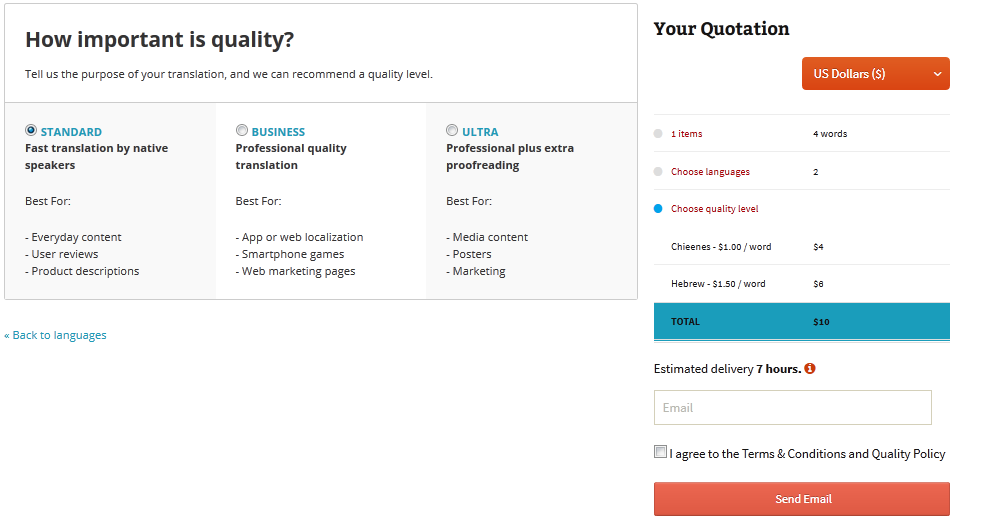 How important is quality?
Tell us the purpose of your translation, and we can recommend a quality level.
STANDARD
Fast translation by native
speakers
Best For:
- Everyday content
- User reviews
- Product descriptions
BUSINESS
Professional quality
translation
Best For:
- App or web localization
- Smartphone games
- Web marketing pages
ULTRA
Professional plus extra
proofreading
Best For:
- Media content
- Posters
- Marketing
« Back to languages
Your Quotation
US Dollars ($)
1 items 4 words
Choose languages 2
Choose quality level
Chieenes - $1.00 / word $4
Hebrew - $1.50 / word $6
TOTAL $10
Estimated delivery 7 hours.
Email
I agree to the Terms & Conditions and Quality Policy
Send Email